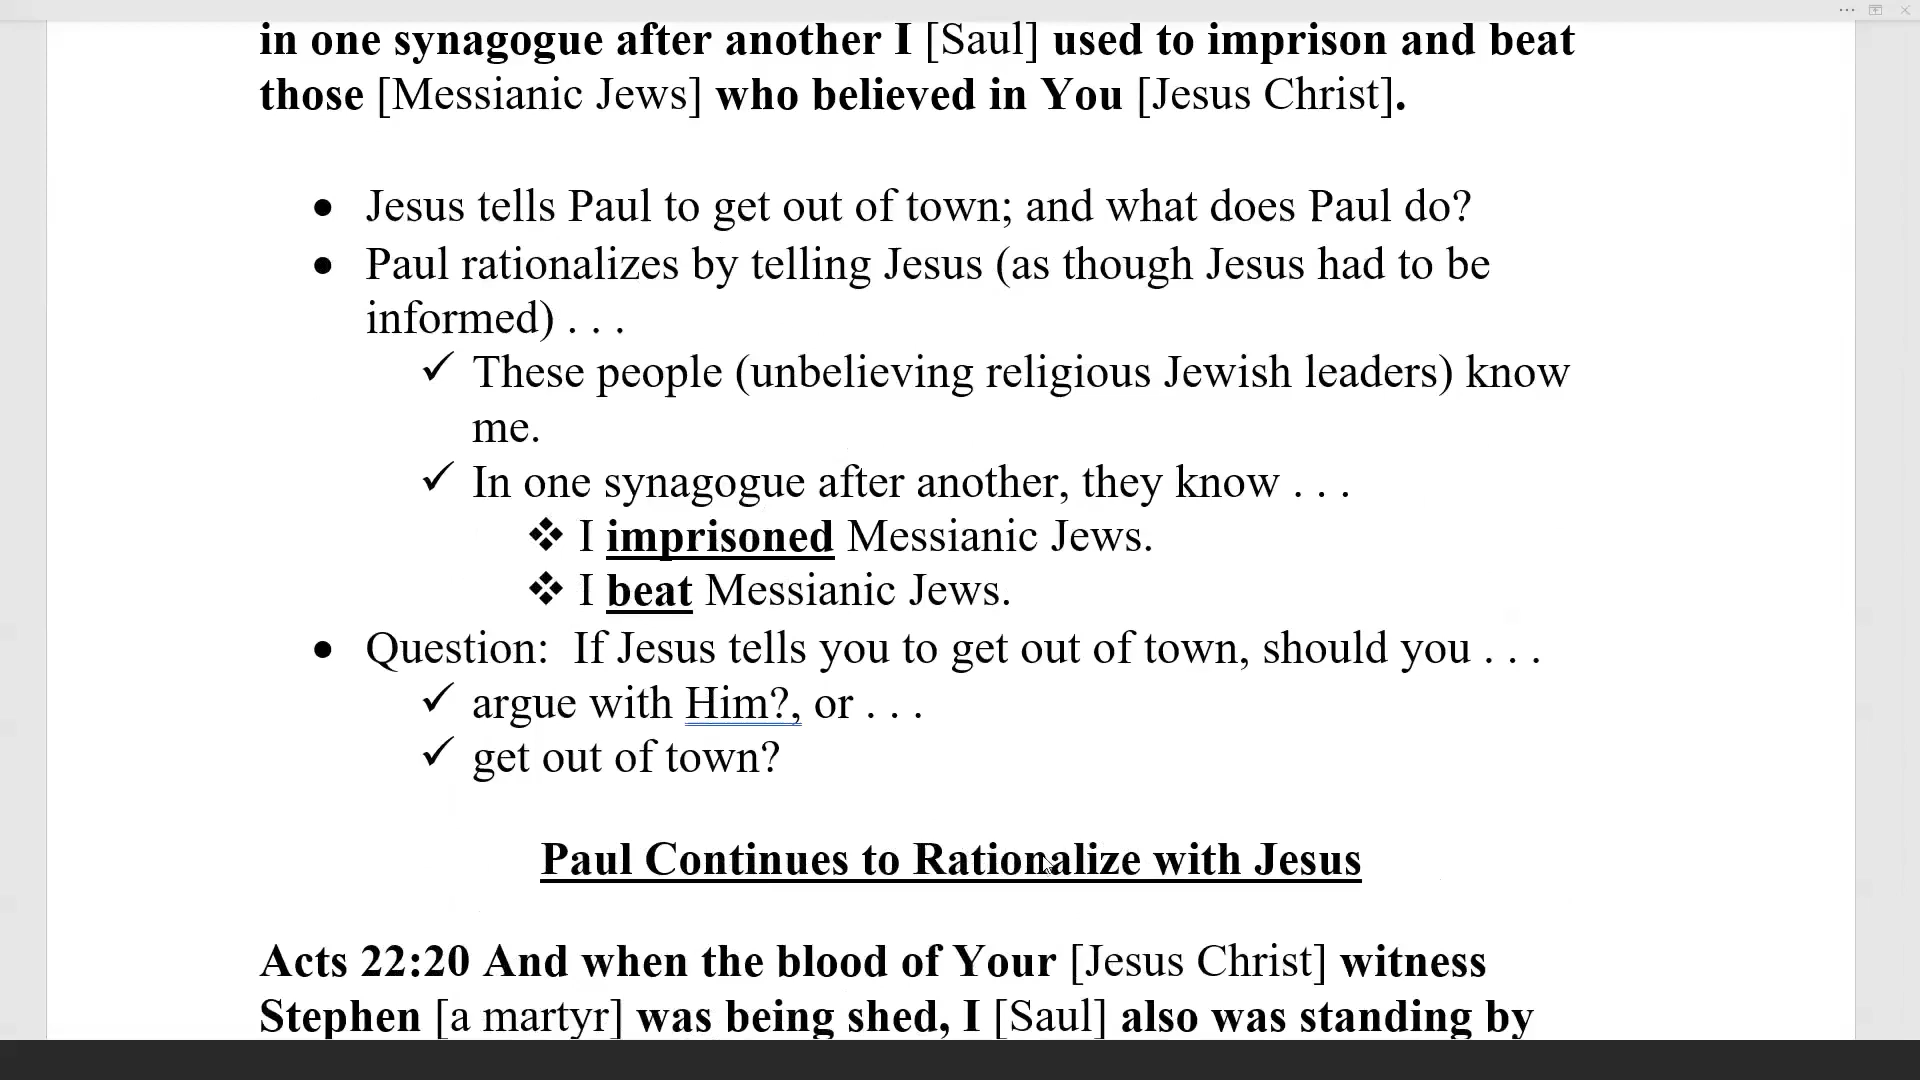 in one synagogue after another I [Saul] used to imprison and beat
those [Messianic Jews] who believed in You [Jesus Christ].
• Jesus tells Paul to get out of town; and what does Paul do?
• Paul rationalizes by telling Jesus (as though Jesus had to be
informed) . . .
✓ These people (unbelieving religious Jewish leaders) know
me.
✓ In one synagogue after another, they know . . .
❖ I imprisoned Messianic Jews.
❖ I beat Messianic Jews.
• Question:  If Jesus tells you to get out of town, should you . . .
✓ argue with Him?, or . . .
✓ get out of town?
Paul Continues to Rationalize with Jesus
Acts 22:20 And when the blood of Your [Jesus Christ] witness
Stephen [a martyr] was being shed, I [Saul] also was standing by